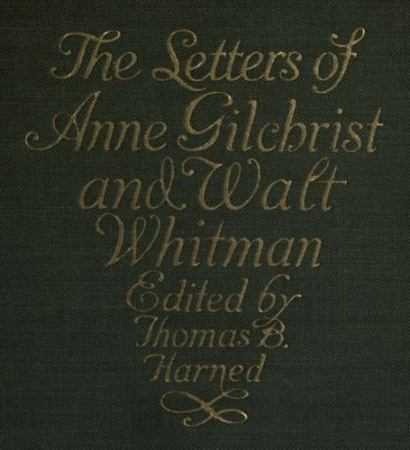 The Letters of
Anne Gilchrist
and Walt
Whitman
Edited by
Thomas B.
Harned